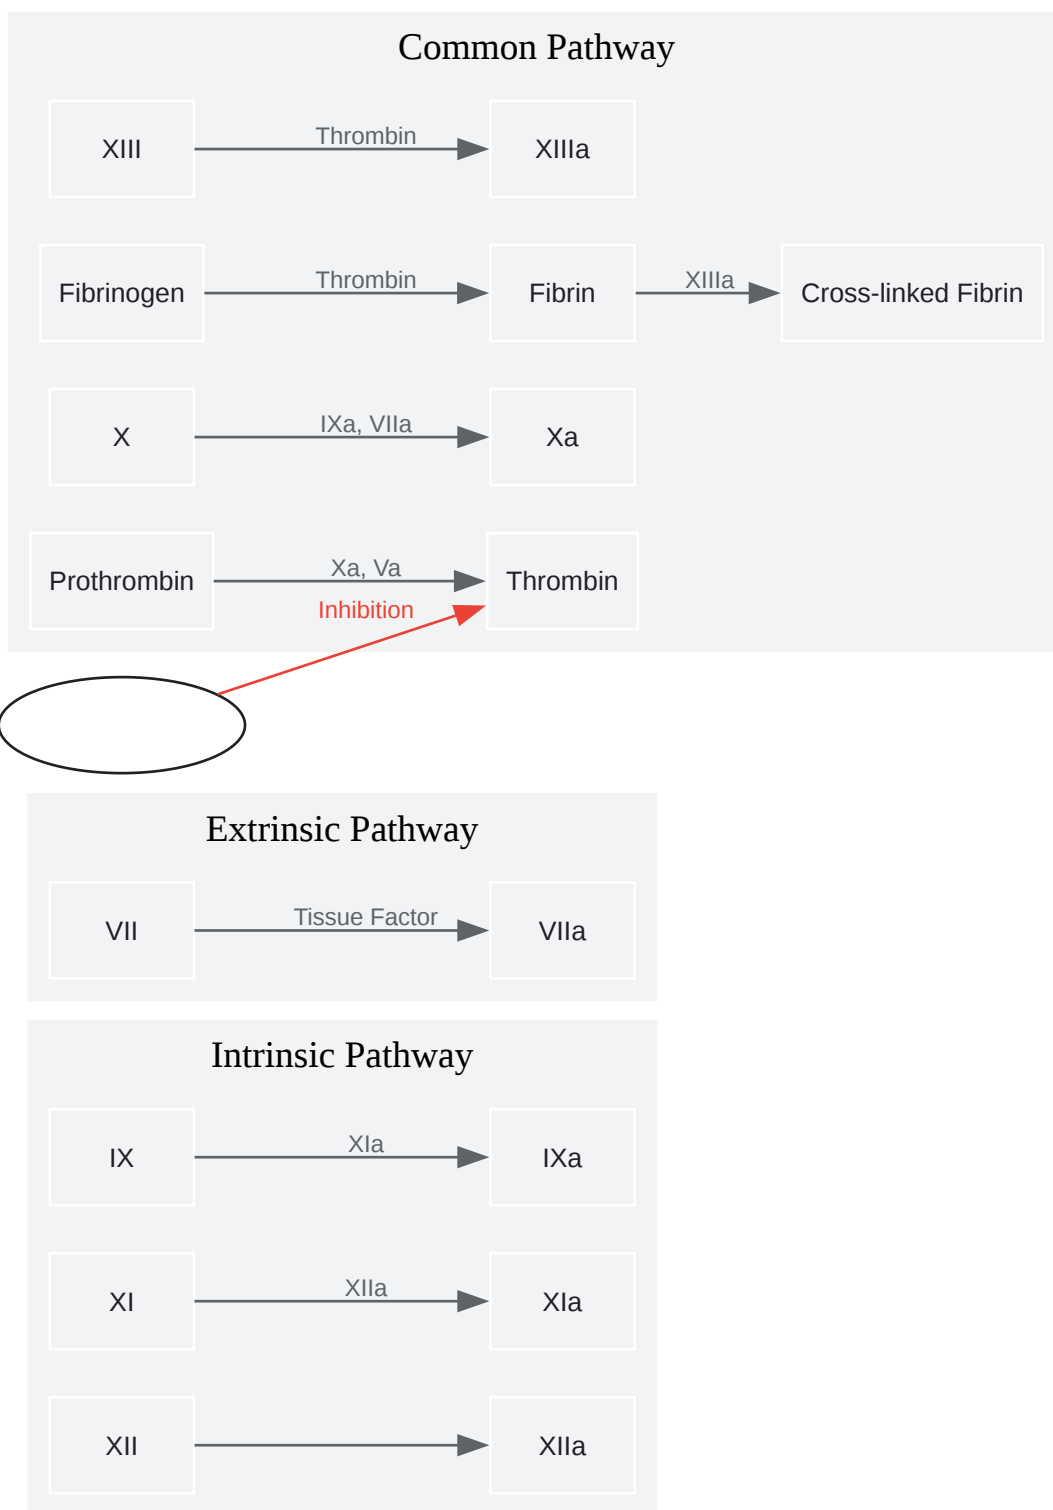 Common Pathway
XIII
Thrombin
XIIIa
Fibrinogen
Thrombin
Fibrin
XIIIa
Cross-linked Fibrin
X
IXa, VIIa
Xa
Prothrombin
Xa, Va
Thrombin
Inhibition
Extrinsic Pathway
VII
Tissue Factor
VIIa
Intrinsic Pathway
IX
XIa
IXa
XI
XIIa
XIa
XII
XIIa